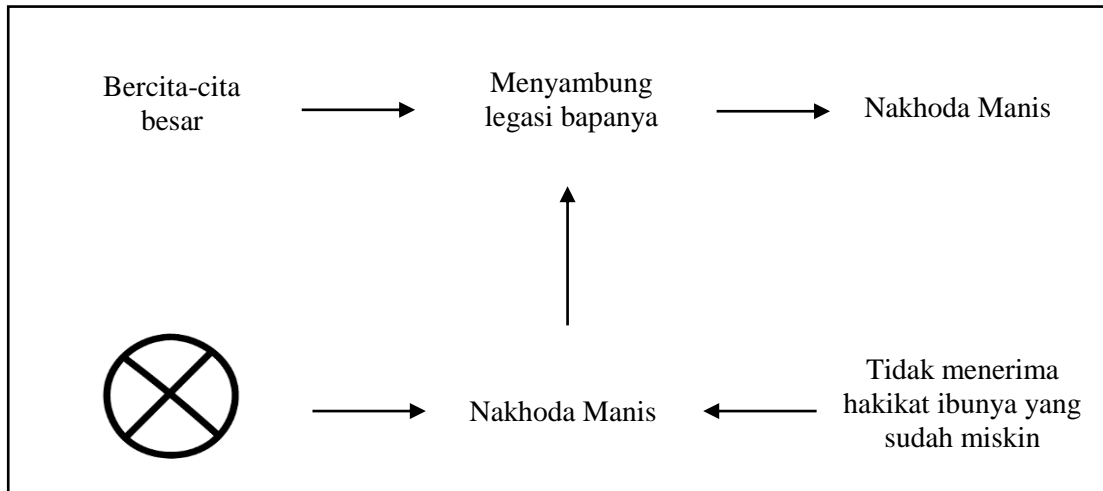 Bercita-cita
besar
Menyambung
legasi bapanya
Nakhoda Manis
Nakhoda Manis
Tidak menerima
hakikat ibunya yang
sudah miskin